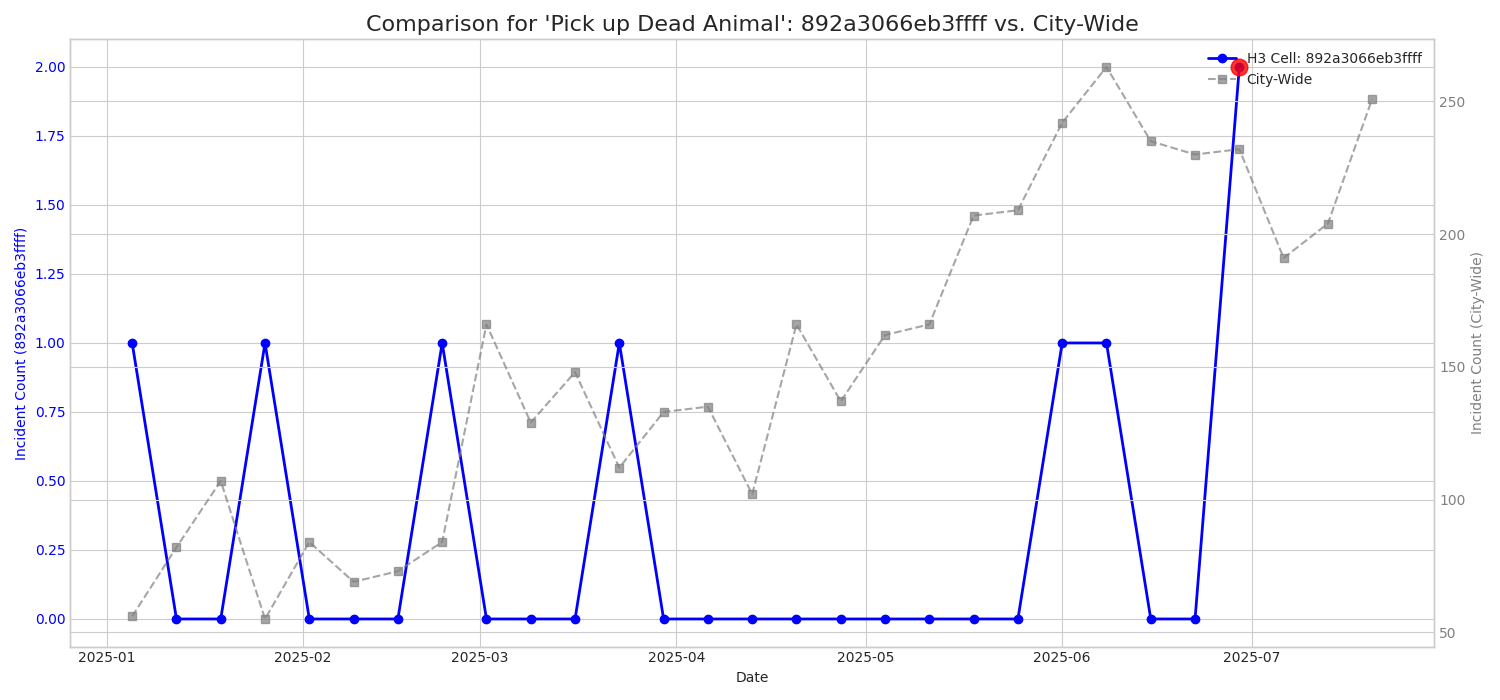 Comparison for 'Pick up Dead Animal': 892a3066eb3ffff vs. City-Wide
H3 Cell: 892a3066eb3ffff
City-Wide
Incident Count (892a3066eb3ffff)
2.00
1.75
1.50
1.25
1.00
0.75
0.50
0.25
0.00
250
200
150
100
50
Incident Count (City-Wide)
2025-01 2025-02 2025-03 2025-04 2025-05 2025-06 2025-07
Date